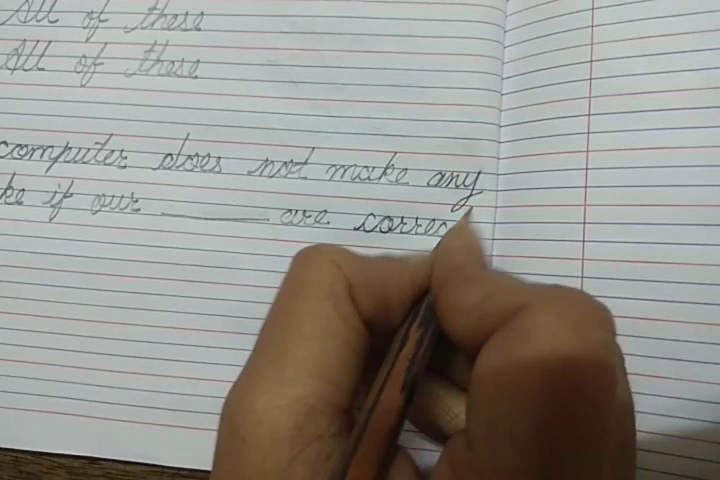 All of these
All of these
computer does not make any
ke if our ______ are correc